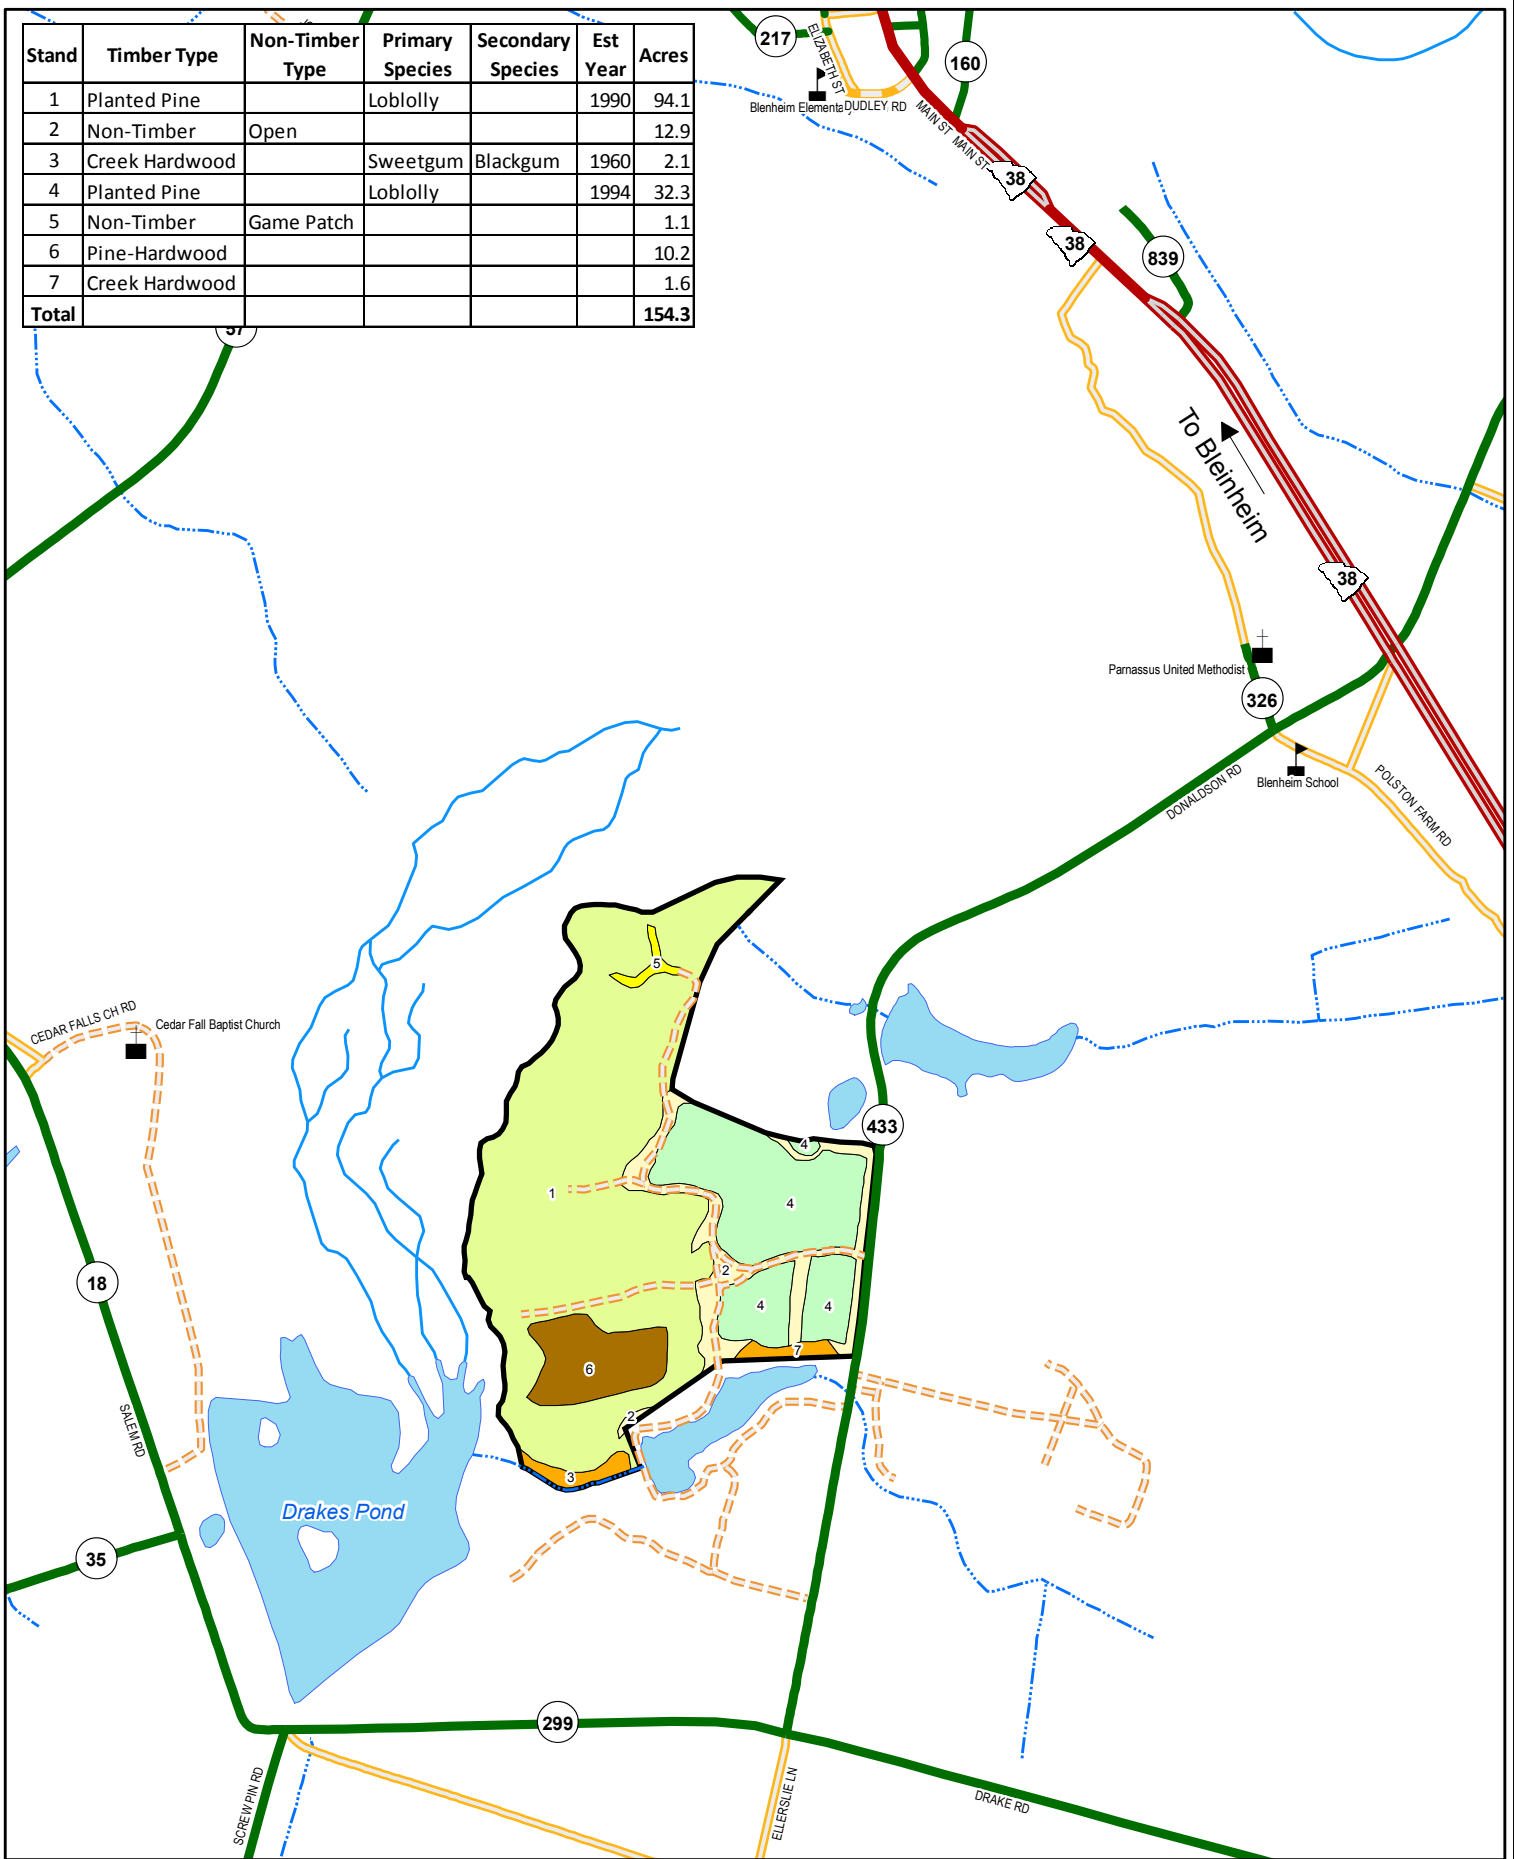 Stand Timber Type Non-Timber Type Primary Species Secondary Species Est Year Acres
1 Planted Pine Loblolly 1990 94.1
2 Non-Timber Open 12.9
3 Creek Hardwood Sweetgum Blackgum 1960 2.1
4 Planted Pine Loblolly 1994 32.3
5 Non-Timber Game Patch 1.1
6 Pine-Hardwood 10.2
7 Creek Hardwood 1.6
Total 154.3
217
160
ELIZABETH ST
Blenheim Elementa
DUDLEY RD
MAIN ST
MAIN ST
38
38
839
57
To Bleinheim
38
Parnassus United Methodist
326
Blenheim School
DONALDSON RD
POLSTON FARM RD
5
CEDAR FALLS CH RD
Cedar Fall Baptist Church
433
4
1
4
2
18
4
4
7
6
2
SALEM RD
3
Drakes Pond
35
299
SCREW PIN RD
ELLERSLIE LN
DRAKE RD